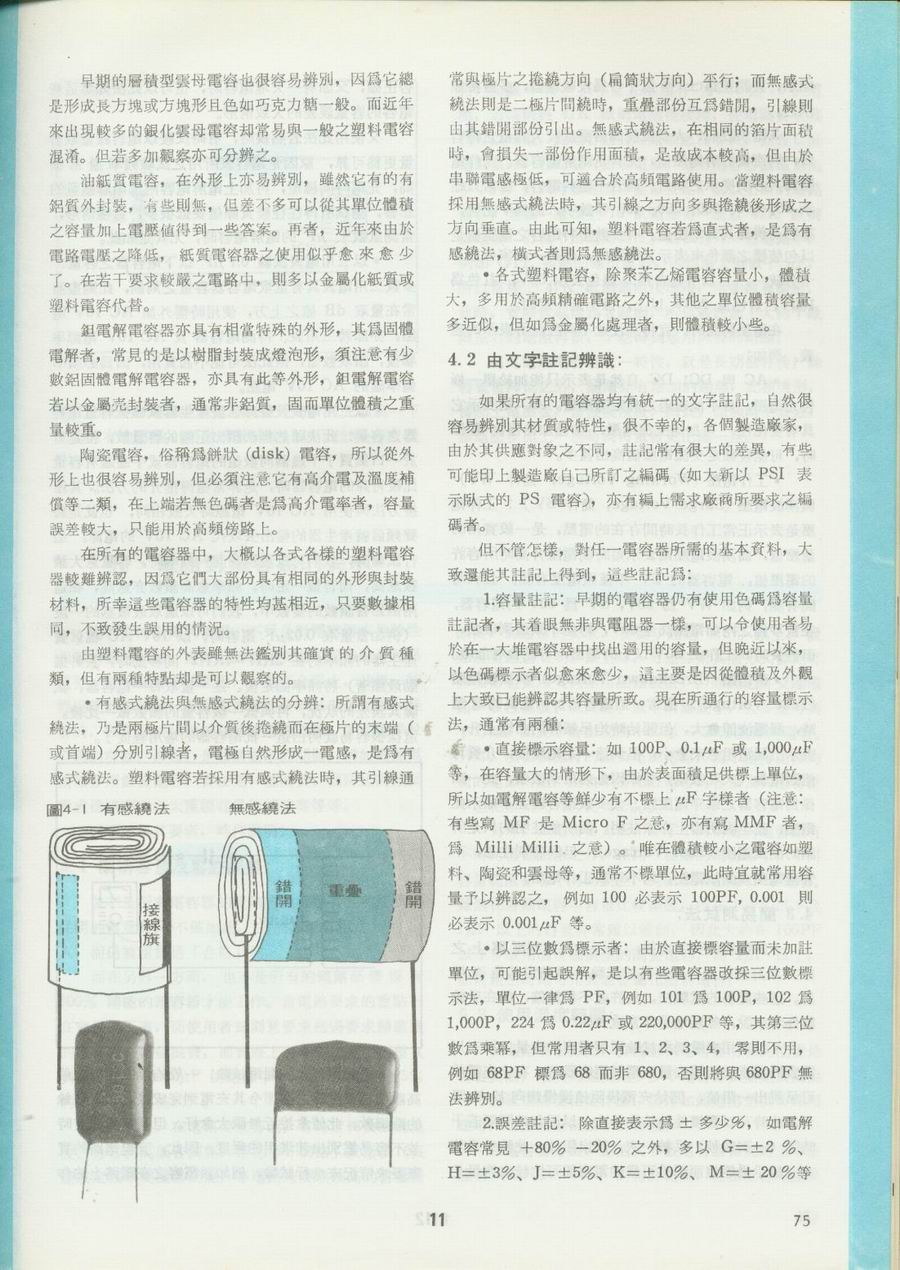 早期的層積型雲母電容也很容易辨別，因爲它總
是形成長方塊或方塊形且色如巧克力糖一般。而近年
來出現較多的銀化雲母電容却常易與一般之塑料電容
混淆。但若多加觀察亦可分辨之。
油紙質電容，在外形上亦易辨別，雖然它有的有
鋁質外封裝，有些則無，但差不多可以從其單位體積
之容量加上電壓値得到一些答案。再者，近年來由於
電路電壓之降低， 紙質電容器之使用似乎愈 來 愈 少
了。在若干要求較嚴之電路中，則多以金屬化紙質或
塑料電容代替。
鉭電解電容器亦具有相當特殊的外形，其爲固體
電解者，常見的是以樹脂封裝成燈泡形，須注意有少
數鋁固體電解電容器，亦具有此等外形，鉭電解電容
若以金屬壳封裝者，通常非鋁質，固而單位體積之重
量較重。
陶瓷電容，俗稱爲餅狀 (disk) 電容， 所以從外
形上也很容易辨別，但必須注意它有高介電及溫度補
償等二類，在上端若無色碼者是爲高介電率者，容量
誤差較大，只能用於高頻傍路上。
在所有的電容器中，大概以各式各樣的塑料電容
器較難辨認，因爲它們大部份具有相同的外形與封裝
材料，所幸這些電容器的特性均甚相近，只要數據相
同，不致發生誤用的情況。
由塑料電容的外表雖無法鑑別其確實 的 介 質 種
類，但有兩種特點却是可以觀察的。
•有感式繞法與無感式繞法的分辨：所謂有感式
繞法，乃是兩極片間以介質後捲繞而在極片的末端（
或首端）分別引線者，電極自然形成一電感，是爲有
感式繞法。塑料電容若採用有感式繞法時，其引線通
圖4-1 有感繞法 無感繞法
接線旗
錯開
重疊
錯開
常與極片之捲繞方向（扁筒狀方向）平行；而無感式
繞法則是二極片間繞時，重疊部份互爲錯開，引線則
由其錯開部份引出。無感式繞法，在相同的箔片面積
時，會損失一部份作用面積，是故成本較高，但由於
串聯電感極低，可適合於高頻電路使用。當塑料電容
採用無感式繞法時，其引線之方向多與捲繞後形成之
方向垂直。由此可知，塑料電容若爲直式者，是爲有
感繞法，橫式者則爲無感繞法。
•各式塑料電容，除聚苯乙烯電容容量小，體積
大，多用於高頻精確電路之外，其他之單位體積容量
多近似，但如爲金屬化處理者，則體積較小些。
4.2 由文字註記辨識：
如果所有的電容器均有統一的文字註記，自然很
容易辨別其材質或特性，很不幸的，各個製造廠家，
由於其供應對象之不同，註記常有很大的差異，有些
可能印上製造廠自己所訂之編碼（如大新以 PSI 表
示臥式的 PS 電容），亦有編上需求廠商所要求之編
碼者。
但不管怎樣，對任一電容器所需的基本資料，大
致還能其註記上得到，這些註記爲：
1.容量註記：早期的電容器仍有使用色碼爲容量
註記者，其着眼無非與電阻器一樣，可以令使用者易
於在一大堆電容器中找出適用的容量，但晚近以來，
以色碼標示者似愈來愈少，這主要是因從體積及外觀
上大致已能辨認其容量所致。現在所通行的容量標示
法，通常有兩種：
•直接標示容量：如 100P、0.1μF 或 1,000μF
等，在容量大的情形下，由於表面積足供標上單位，
所以如電解電容等鮮少有不標上 μF 字樣者（注意：
有些寫 MF 是 Micro F 之意，亦有寫 MMF 者，
爲 Milli Milli 之意）。唯在體積較小之電容如塑
料、陶瓷和雲母等，通常不標單位，此時宜就常用容
量予以辨認之， 例如 100 必表示 100PF, 0.001 則
必表示 0.001μF 等。
•以三位數爲標示者：由於直接標容量而未加註
單位，可能引起誤解，是以有些電容器改採三位數標
示法，單位一律爲 PF，例如 101 爲 100P，102 爲
1,000P，224 爲 0.22μF 或 220,000PF 等，其第三位
數爲乘冪，但常用者只有 1、2、3、4， 零則不用，
例如 68PF 標爲 68 而非 680，否則將與 680PF 無
法辨別。
2.誤差註記： 除直接表示爲 ± 多少%，如電解
電容常見 +80% −20% 之外，多以 G=±2 %、
H=±3%、J=±5%、K=±10%、 M=± 20 %等
11
75